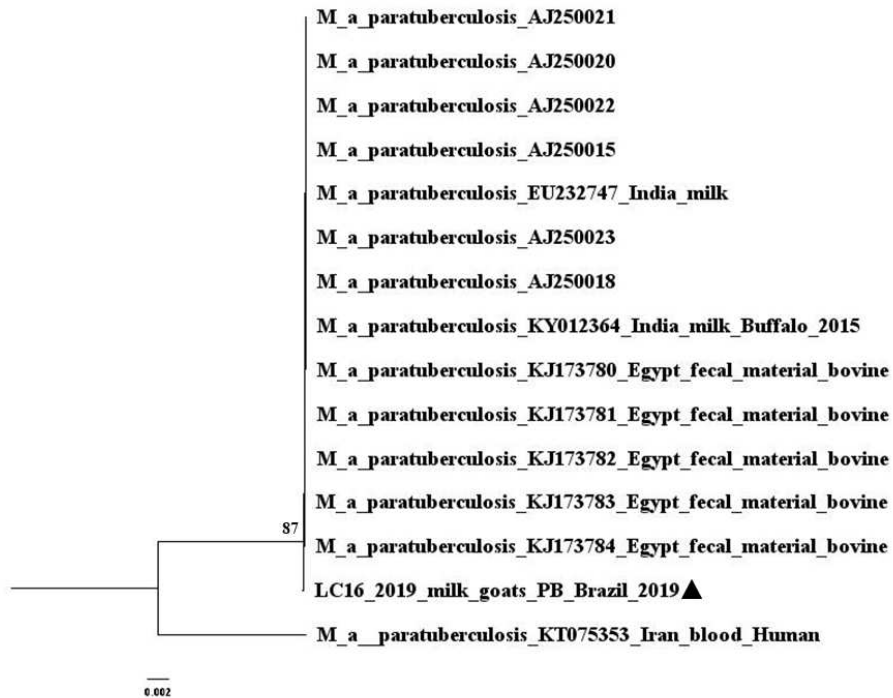 M_a_paratuberculosis_AJ250021
M_a_paratuberculosis_AJ250020
M_a_paratuberculosis_AJ250022
M_a_paratuberculosis_AJ250015
M_a_paratuberculosis_EU232747_India_milk
M_a_paratuberculosis_AJ250023
M_a_paratuberculosis_AJ250018
M_a_paratuberculosis_KY012364_India_milk_Buffalo_2015
M_a_paratuberculosis_KJ173780_Egypt_fecal_material_bovine
M_a_paratuberculosis_KJ173781_Egypt_fecal_material_bovine
M_a_paratuberculosis_KJ173782_Egypt_fecal_material_bovine
M_a_paratuberculosis_KJ173783_Egypt_fecal_material_bovine
87
M_a_paratuberculosis_KJ173784_Egypt_fecal_material_bovine
LC16_2019_milk_goats_PB_Brazil_2019▲
M_a__paratuberculosis_KT075353_Iran_blood_Human
0.002